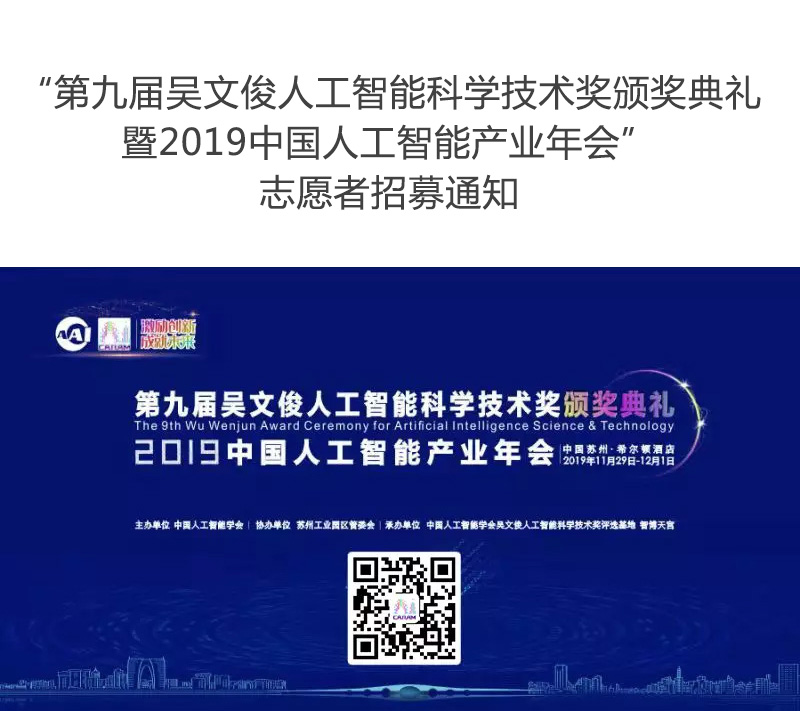 “第九届吴文俊人工智能科学技术奖颁奖典礼
暨2019中国人工智能产业年会”
志愿者招募通知
AAI
CAIIAM
激励创新
成就未来
第九届吴文俊人工智能科学技术奖颁奖典礼
The 9th Wu Wenjun Award Ceremony for Artificial Intelligence Science & Technology
2019中国人工智能产业年会
中国苏州·希尔顿酒店
2019年11月29日-12月1日
主办单位 中国人工智能学会 | 协办单位 苏州工业园区管委会 | 承办单位 中国人工智能学会吴文俊人工智能科学技术奖评选基地 智博天宫
CAIIAM